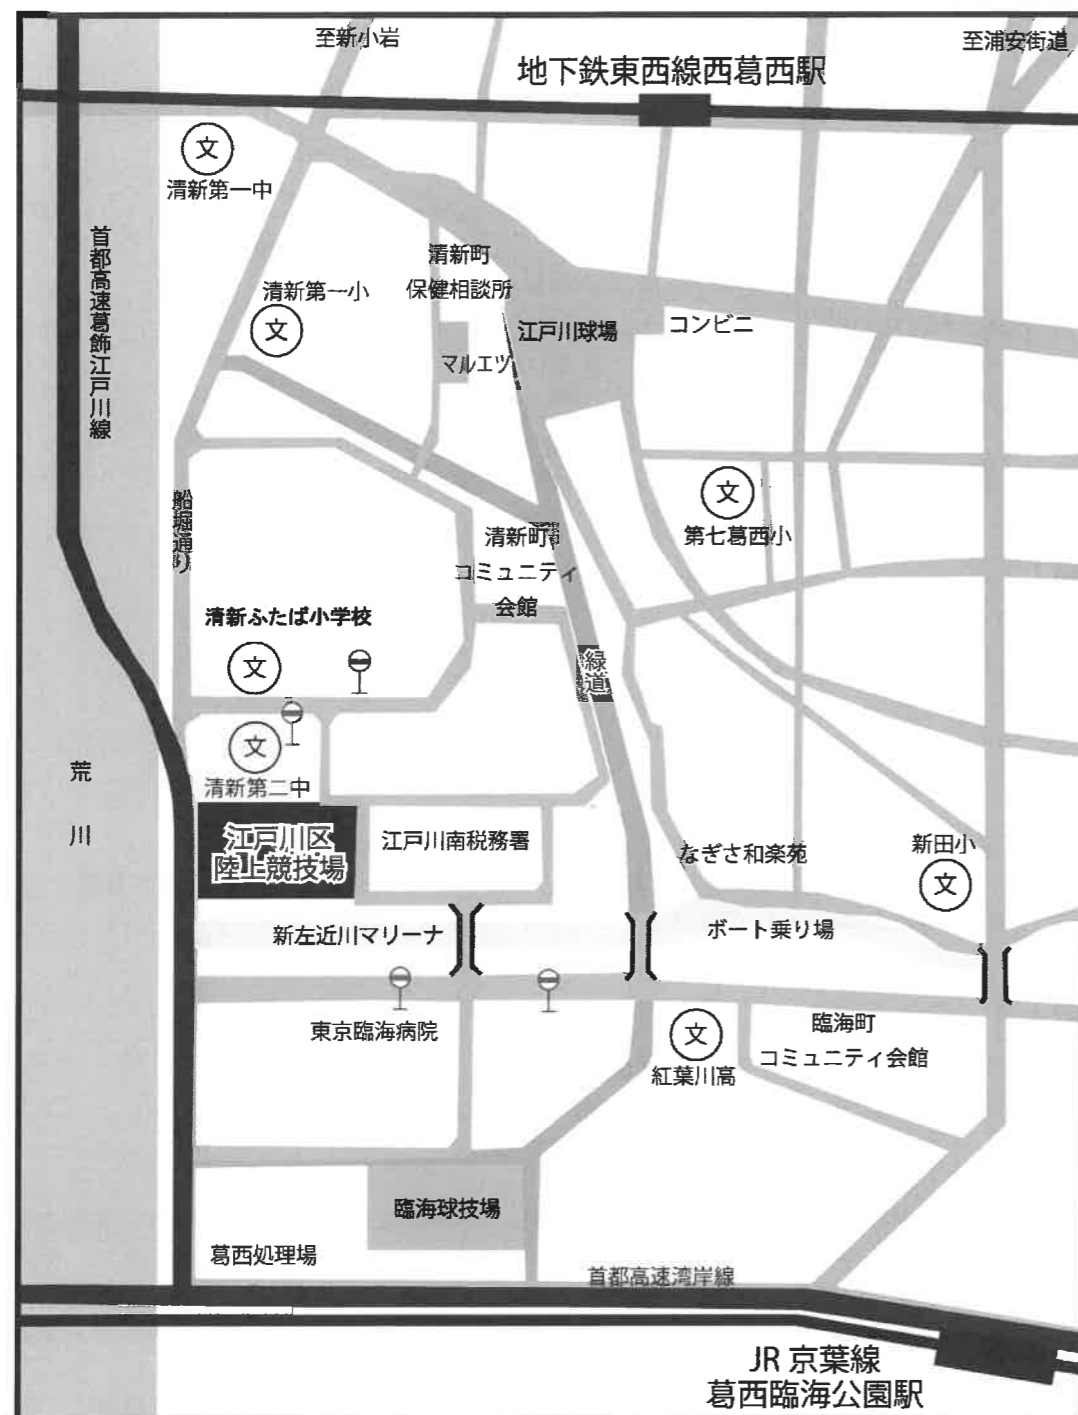 至新小岩
至浦安街道
地下鉄東西線西葛西駅
文
清新第一中
首都高速葛飾江戸川線
清新町
保健相談所
清新第一小
文
マルエツ
江戸川球場
コンビニ
船堀通り
文
第七葛西小
清新町
コミュニティ
会館
清新ふたば小学校
文
緑道
文
清新第二中
荒川
江戸川区
陸上競技場
江戸川南税務署
なぎさ和楽苑
新田小
文
新左近川マリーナ
ボート乗り場
東京臨海病院
文
紅葉川高
臨海町
コミュニティ会館
臨海球技場
葛西処理場
首都高速湾岸線
JR 京葉線
葛西臨海公園駅